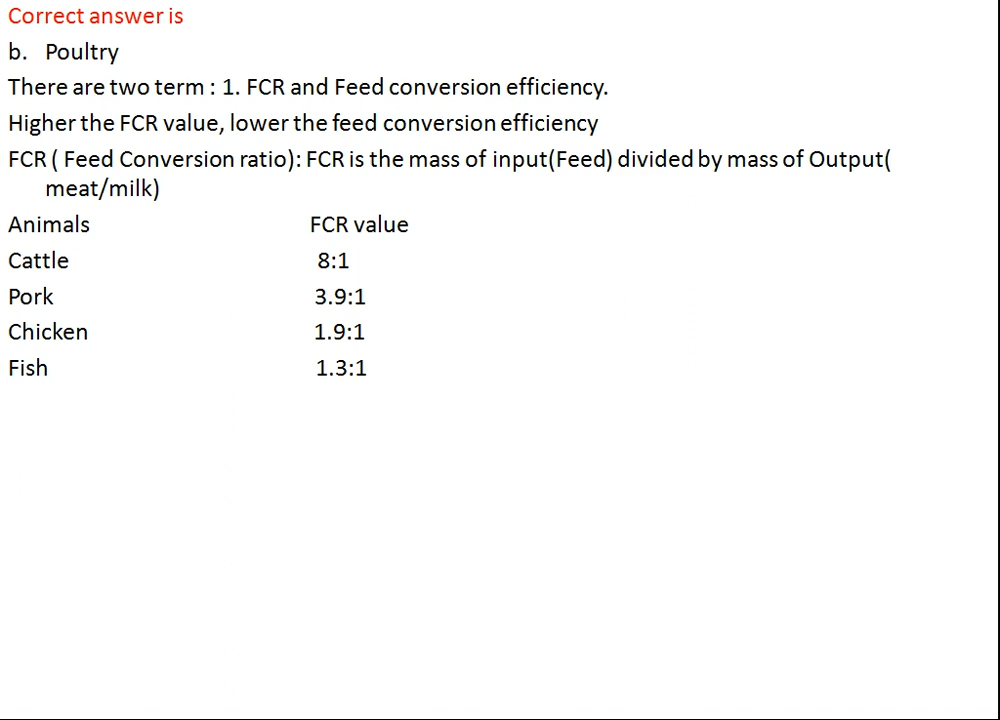 Correct answer is
b. Poultry
There are two term : 1. FCR and Feed conversion efficiency.
Higher the FCR value, lower the feed conversion efficiency
FCR ( Feed Conversion ratio): FCR is the mass of input(Feed) divided by mass of Output(
meat/milk)
Animals FCR value
Cattle 8:1
Pork 3.9:1
Chicken 1.9:1
Fish 1.3:1